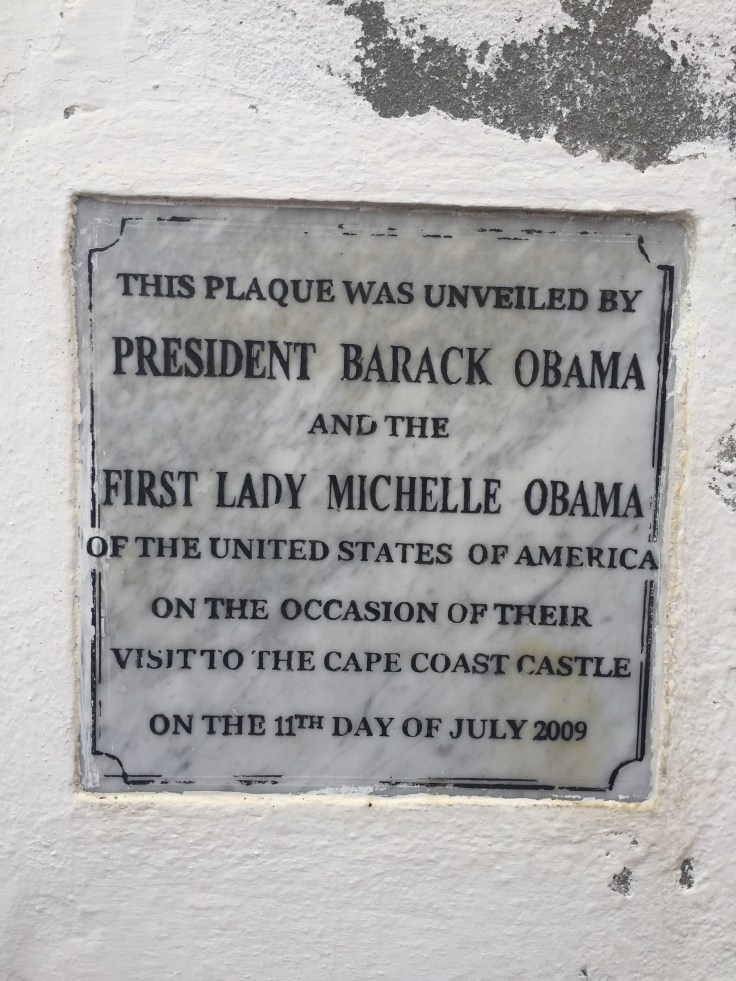 THIS PLAQUE WAS UNVEILED BY
PRESIDENT BARACK OBAMA
AND THE
FIRST LADY MICHELLE OBAMA
OF THE UNITED STATES OF AMERICA
ON THE OCCASION OF THEIR
VISIT TO THE CAPE COAST CASTLE
ON THE 11TH DAY OF JULY 2009